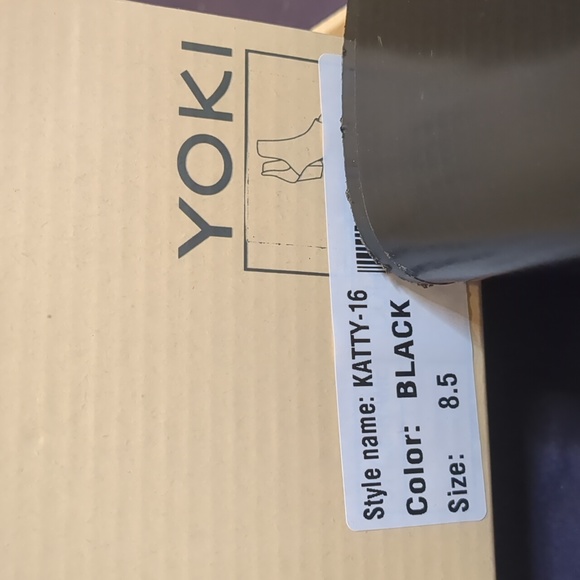 YOKI
Style name: KATTY-16
Color: BLACK
Size: 8.5